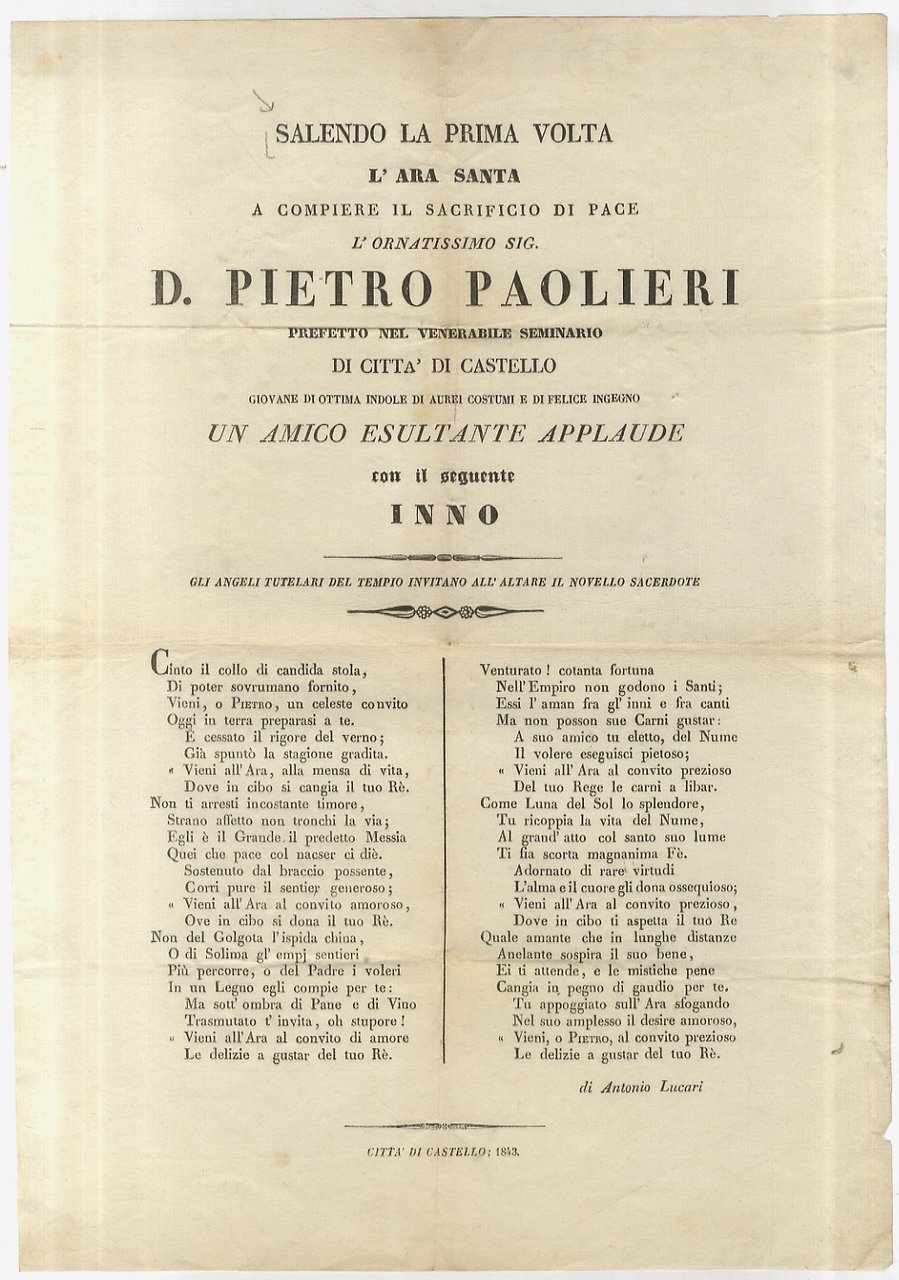 SALENDO LA PRIMA VOLTA
L' ARA SANTA
A COMPIERE IL SACRIFICIO DI PACE
L' ORNATISSIMO SIG.
D. PIETRO PAOLIERI
PREFETTO NEL VENERABILE SEMINARIO
DI CITTA' DI CASTELLO
GIOVANE DI OTTIMA INDOLE DI AUREI COSTUMI E DI FELICE INGEGNO
UN AMICO ESULTANTE APPLAUDE
con il seguente
INNO
GLI ANGELI TUTELARI DEL TEMPIO INVITANO ALL' ALTARE IL NOVELLO SACERDOTE
Cinto il collo di candida stola,
Di poter sovrumano fornito,
Vieni, o PIETRO, un celeste convito
Oggi in terra preparasi a te.
E cessato il rigore del verno;
Già spuntò la stagione gradita.
« Vieni all' Ara, alla mensa di vita,
Dove in cibo si cangia il tuo Rè.
Non ti arresti incostante timore,
Strano affetto non tronchi la via;
Egli è il Grande il predetto Messia
Quei che pace col nacser ci diè.
Sostenuto dal braccio possente,
Corri pure il sentier generoso;
« Vieni all' Ara al convito amoroso,
Ove in cibo si dona il tuo Rè.
Non del Golgota l'ispida china,
O di Solima gl' empj sentieri
Più percorre, o del Padre i voleri
In un Legno egli compie per te:
Ma sott' ombra di Pane e di Vino
Trasmutato t' invita, oh stupore!
« Vieni all'Ara al convito di amore
Le delizie a gustar del tuo Rè.
Venturato! cotanta fortuna
Nell' Empiro non godono i Santi;
Essi l' aman fra gl' inni e fra canti
Ma non posson sue Carni gustar:
A suo amico tu eletto, del Nume
Il volere eseguisci pietoso;
« Vieni all' Ara al convito prezioso
Del tuo Rege le carni a libar.
Come Luna del Sol lo splendore,
Tu ricoppia la vita del Nume,
Al grand' atto col santo suo lume
Ti fia scorta magnanima Fè.
Adornato di rare virtudi
L'alma e il cuore gli dona ossequioso;
« Vieni all' Ara al convito prezioso,
Dove in cibo ti aspetta il tuo Re
Quale amante che in lunghe distanze
Anelante sospira il suo bene,
Ei ti attende, e le mistiche pene
Cangia in pegno di gaudio per te.
Tu appoggiato sull' Ara sfogando
Nel suo amplesso il desire amoroso,
« Vieni, o PIETRO, al convito prezioso
Le delizie a gustar del tuo Rè.
di Antonio Lucari
CITTA' DI CASTELLO; 1843.